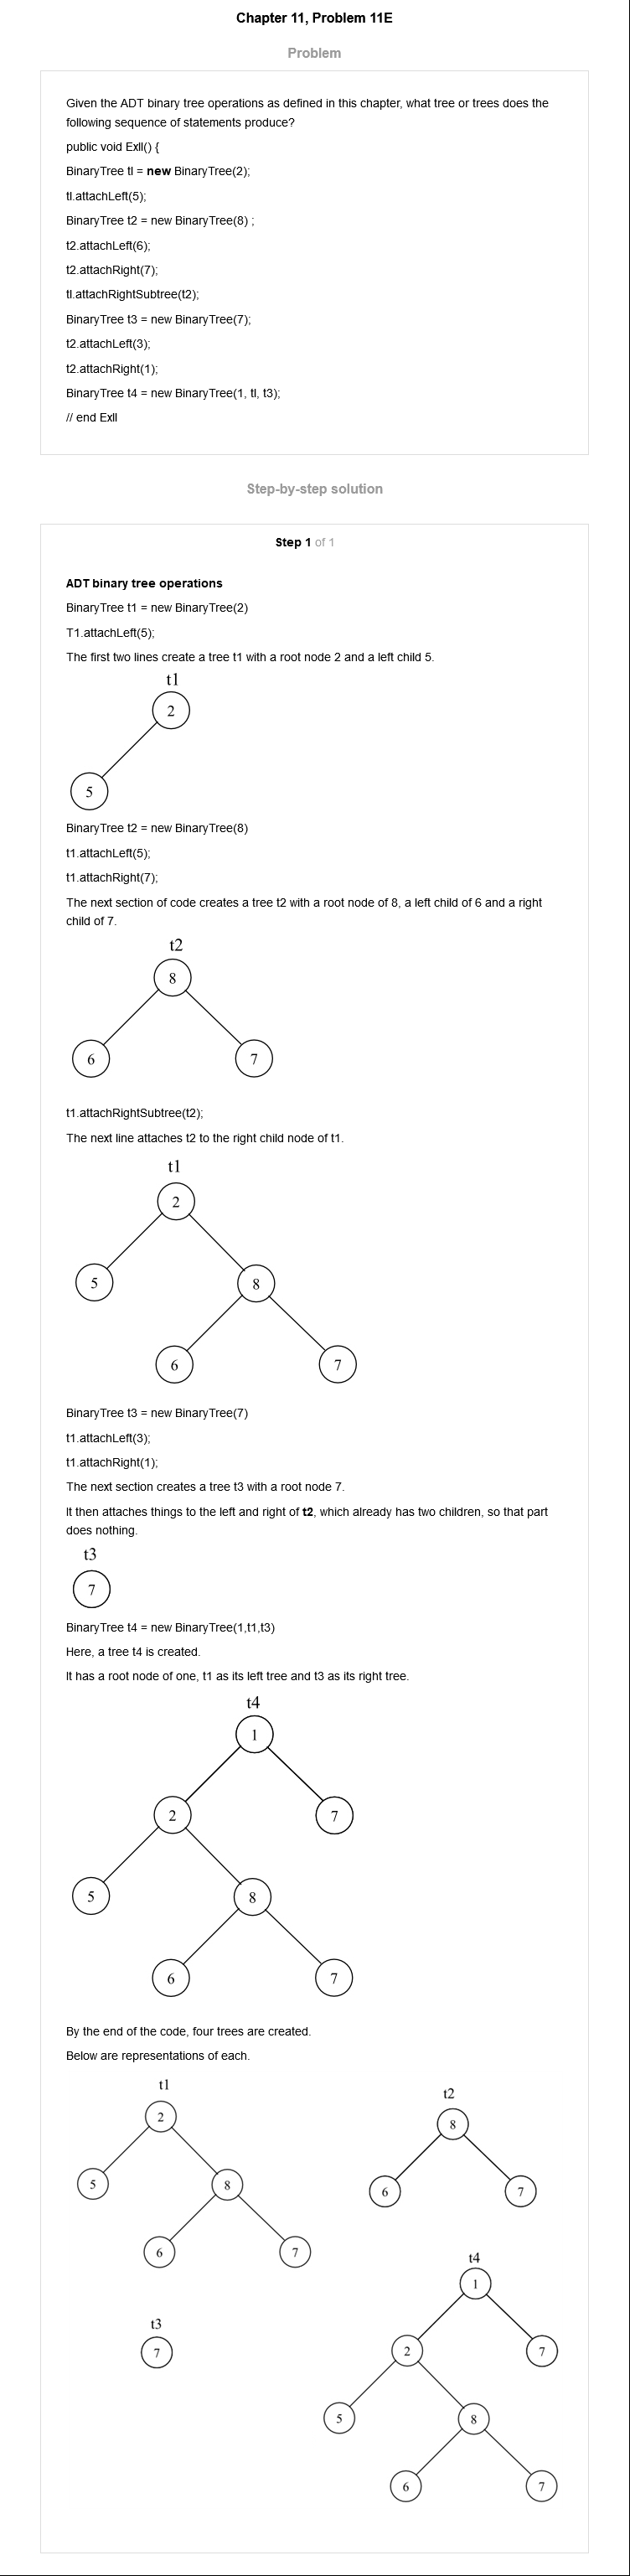 Chapter 11, Problem 11E
Problem
Given the ADT binary tree operations as defined in this chapter, what tree or trees does the
following sequence of statements produce?
public void Exll() {
BinaryTree tl = new BinaryTree(2);
tl.attachLeft(5);
BinaryTree t2 = new BinaryTree(8) ;
t2.attachLeft(6);
t2.attachRight(7);
tl.attachRightSubtree(t2);
BinaryTree t3 = new BinaryTree(7);
t2.attachLeft(3);
t2.attachRight(1);
BinaryTree t4 = new BinaryTree(1, tl, t3);
// end Exll
Step-by-step solution
Step 1 of 1
ADT binary tree operations
BinaryTree t1 = new BinaryTree(2)
T1.attachLeft(5);
The first two lines create a tree t1 with a root node 2 and a left child 5.
t1
2
5
BinaryTree t2 = new BinaryTree(8)
t1.attachLeft(5);
t1.attachRight(7);
The next section of code creates a tree t2 with a root node of 8, a left child of 6 and a right
child of 7.
t2
8
6 7
t1.attachRightSubtree(t2);
The next line attaches t2 to the right child node of t1.
t1
2
5 8
6 7
BinaryTree t3 = new BinaryTree(7)
t1.attachLeft(3);
t1.attachRight(1);
The next section creates a tree t3 with a root node 7.
It then attaches things to the left and right of t2, which already has two children, so that part
does nothing.
t3
7
BinaryTree t4 = new BinaryTree(1,t1,t3)
Here, a tree t4 is created.
It has a root node of one, t1 as its left tree and t3 as its right tree.
t4
1
2 7
5 8
6 7
By the end of the code, four trees are created.
Below are representations of each.
t1
2
5 8
6 7
t2
8
6 7
t3
7
t4
1
2 7
5 8
6 7